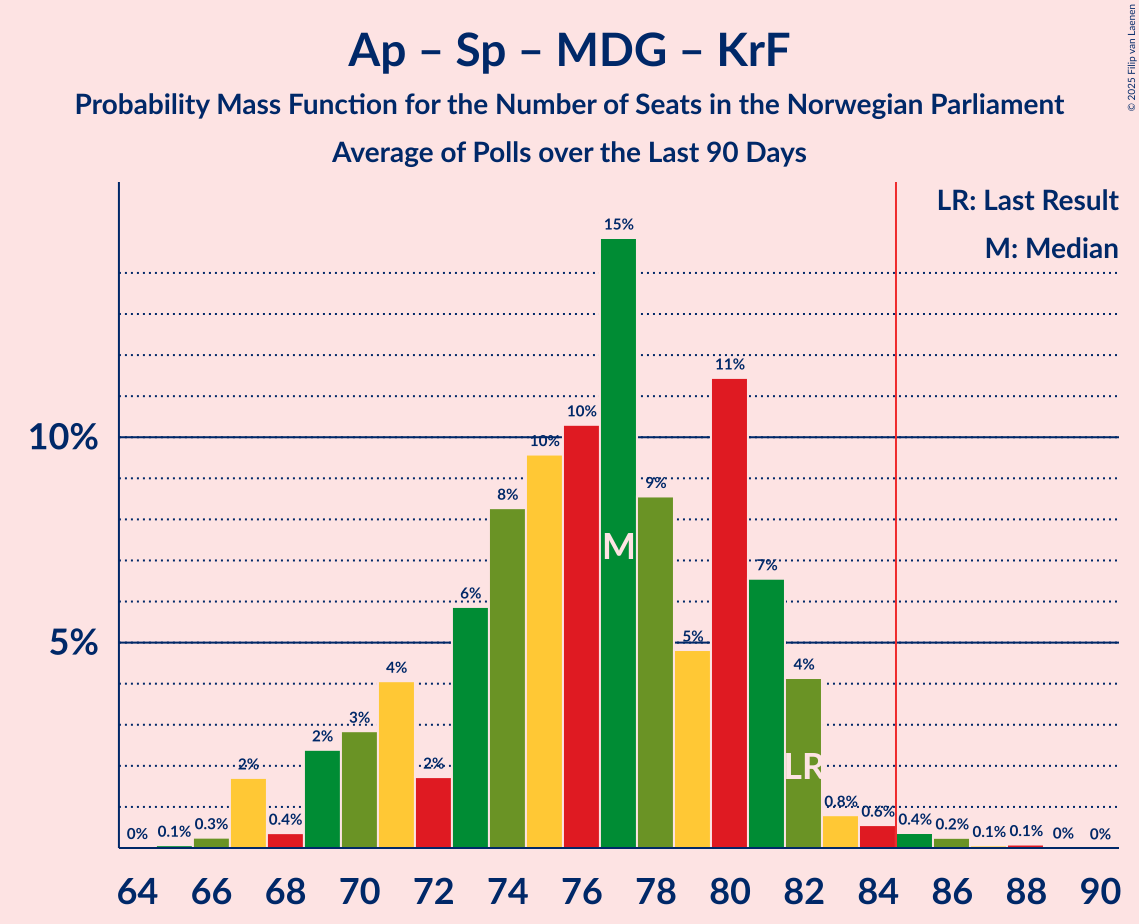 Ap – Sp – MDG – KrF
Probability Mass Function for the Number of Seats in the Norwegian Parliament
Average of Polls over the Last 90 Days
© 2025 Filip van Laenen
LR: Last Result
M: Median
15%
11%
10%
10%
10%
9%
8%
7%
M
6%
5%
5%
4%
4%
3%
2%
2%
2%
LR
0.8%
0.6%
0% 0.1% 0.3% 0.4% 0.4% 0.2% 0.1% 0.1% 0% 0%
64 66 68 70 72 74 76 78 80 82 84 86 88 90